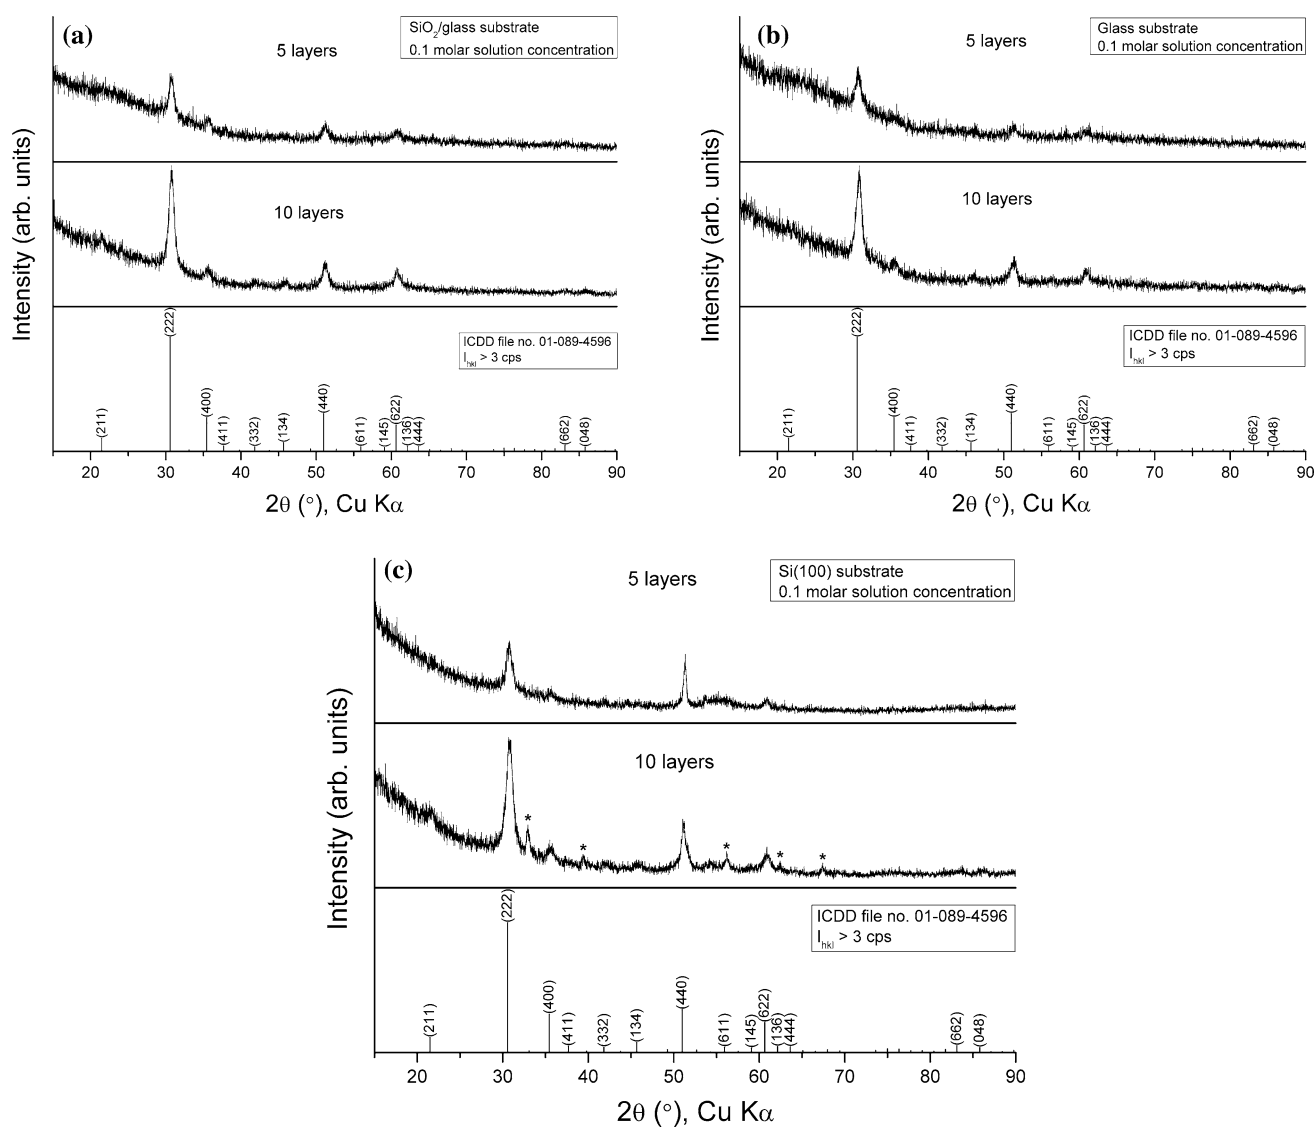 (a)
SiO2/glass substrate
0.1 molar solution concentration
5 layers
10 layers
Intensity (arb. units)
ICDD file no. 01-089-4596
Ihkl > 3 cps
(211)
(222)
(400)
(411)
(332)
(134)
(440)
(611)
(145)
(622)
(136)
(444)
(662)
(048)
20 30 40 50 60 70 80 90
2θ (°), Cu Kα
(b)
Glass substrate
0.1 molar solution concentration
5 layers
10 layers
Intensity (arb. units)
ICDD file no. 01-089-4596
Ihkl > 3 cps
(211)
(222)
(400)
(411)
(332)
(134)
(440)
(611)
(145)
(622)
(136)
(444)
(662)
(048)
20 30 40 50 60 70 80 90
2θ (°), Cu Kα
(c)
Si(100) substrate
0.1 molar solution concentration
5 layers
10 layers
* * * * *
Intensity (arb. units)
ICDD file no. 01-089-4596
Ihkl > 3 cps
(211)
(222)
(400)
(411)
(332)
(134)
(440)
(611)
(145)
(622)
(136)
(444)
(662)
(048)
20 30 40 50 60 70 80 90
2θ (°), Cu Kα